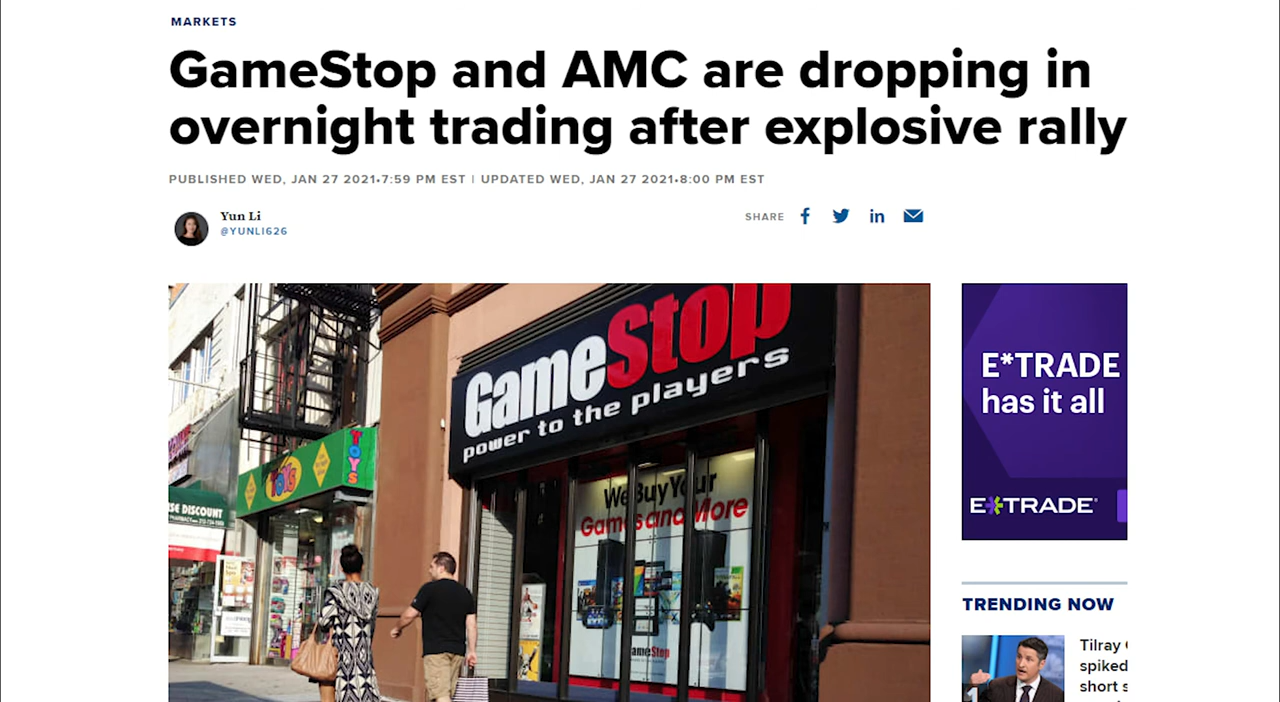 MARKETS
GameStop and AMC are dropping in
overnight trading after explosive rally
PUBLISHED WED, JAN 27 2021•7:59 PM EST | UPDATED WED, JAN 27 2021•8:00 PM EST
Yun Li
@YUNLI626
SHARE
GameStop
power to the players
TOYS
TOYS
SE DISCOUNT
We Buy Your
Games and More
GameStop
E*TRADE
has it all
E*TRADE
TRENDING NOW
Tilray
spiked
short s